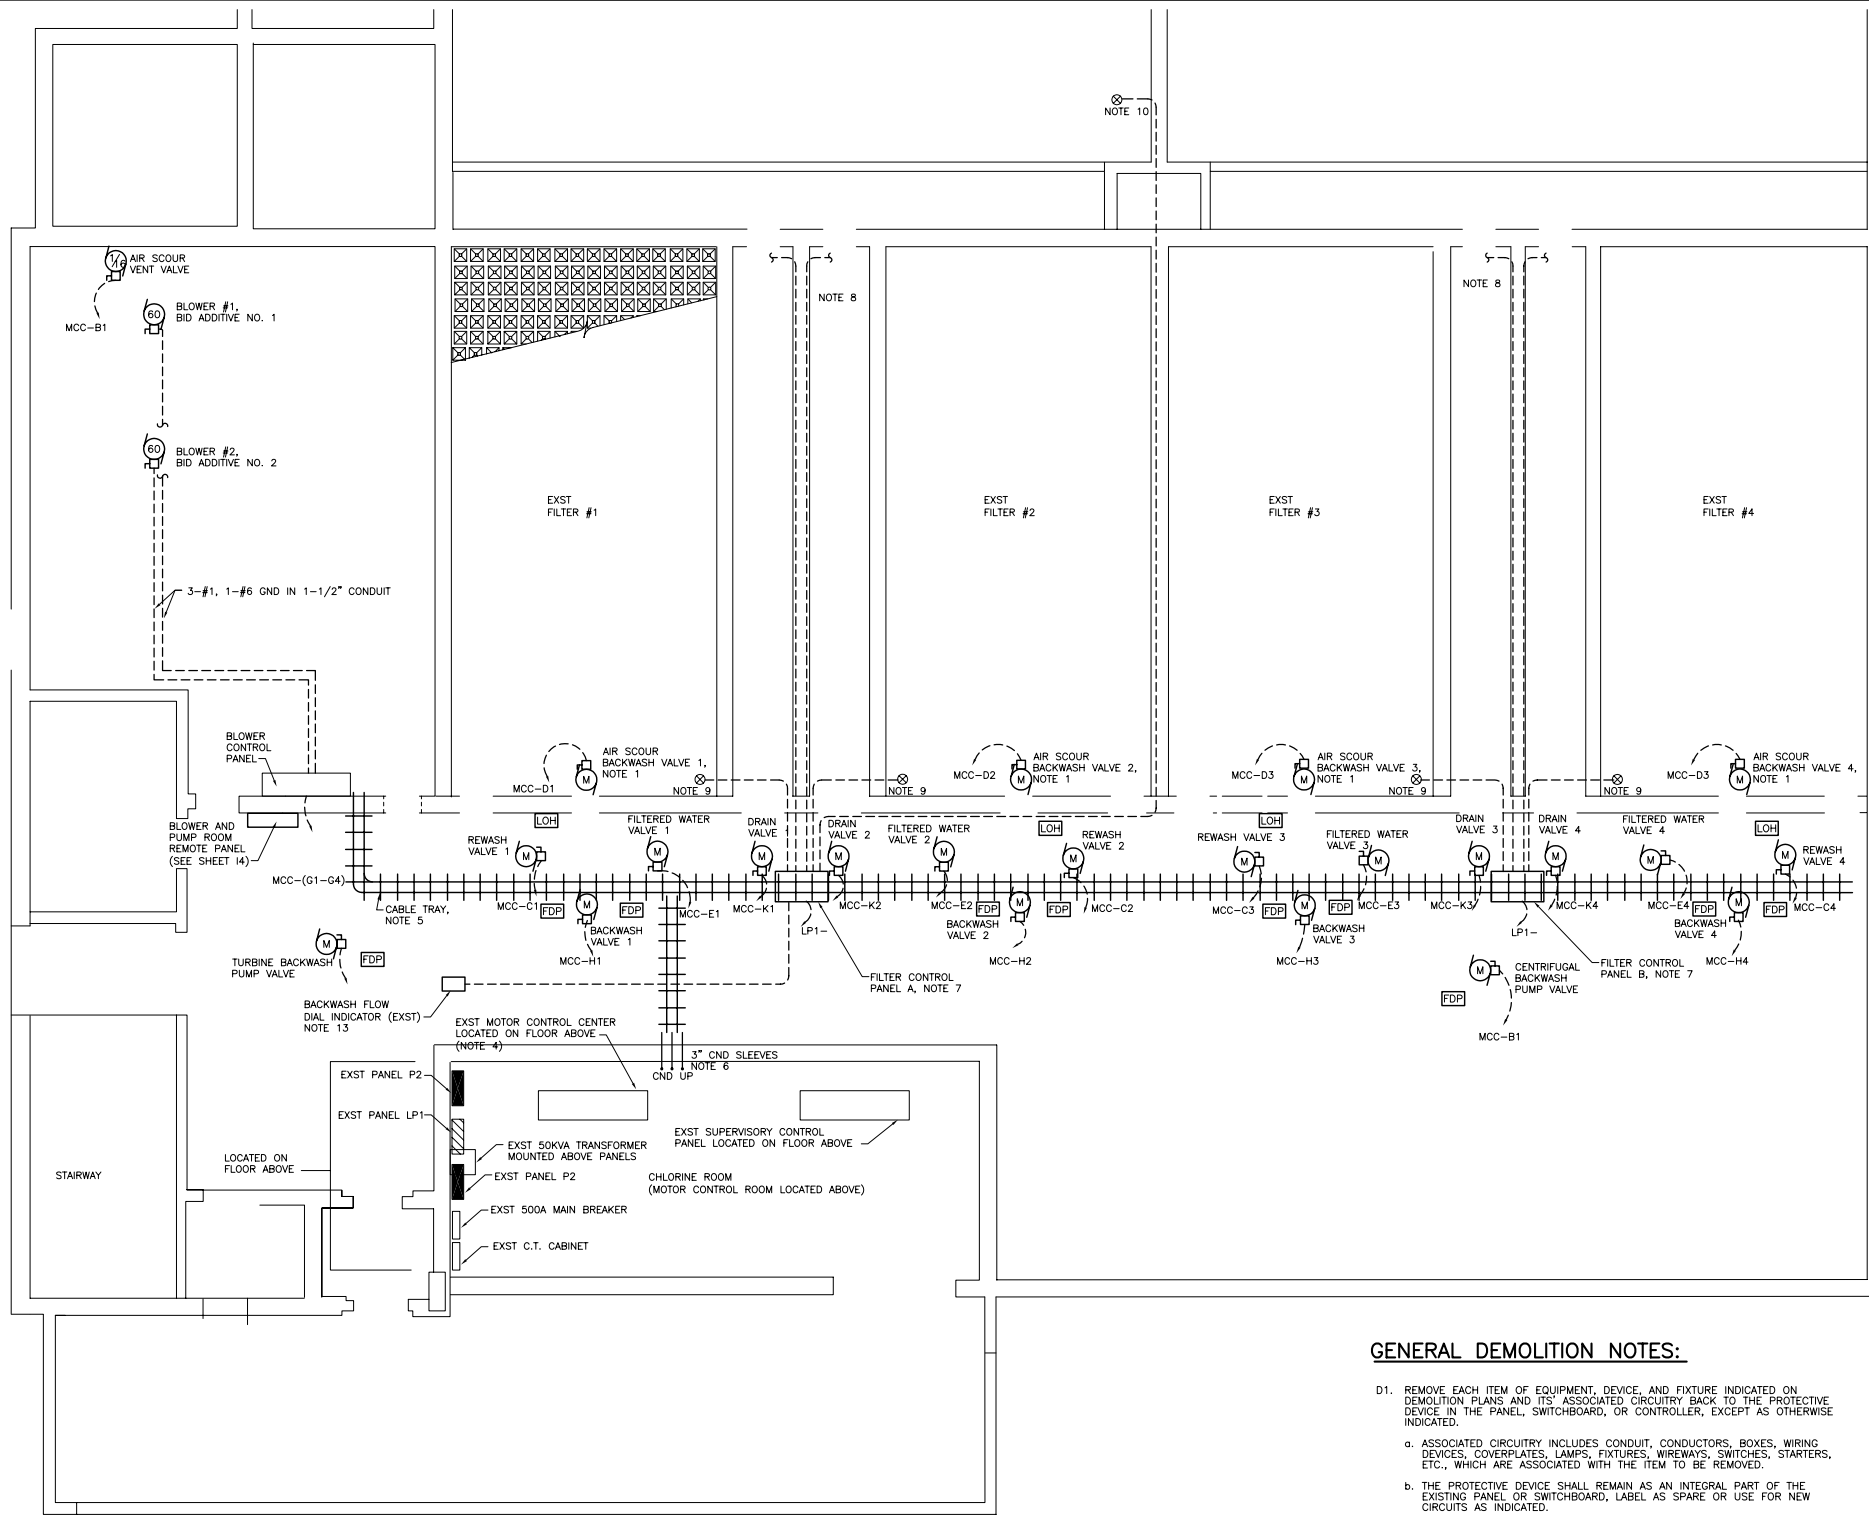 NOTE 10
1/6
AIR SCOUR
VENT VALVE
MCC-B1
60
BLOWER #1,
BID ADDITIVE NO. 1
NOTE 8
NOTE 8
60
BLOWER #2,
BID ADDITIVE NO. 2
EXST
FILTER #1
EXST
FILTER #2
EXST
FILTER #3
EXST
FILTER #4
3-#1, 1-#6 GND IN 1-1/2" CONDUIT
BLOWER
CONTROL
PANEL
MCC-D1
M
AIR SCOUR
BACKWASH VALVE 1,
NOTE 1
NOTE 9
NOTE 9
MCC-D2
M
AIR SCOUR
BACKWASH VALVE 2,
NOTE 1
MCC-D3
M
AIR SCOUR
BACKWASH VALVE 3,
NOTE 1
NOTE 9
NOTE 9
MCC-D3
M
AIR SCOUR
BACKWASH VALVE 4,
NOTE 1
BLOWER AND
PUMP ROOM
REMOTE PANEL
(SEE SHEET I4)
LOH
REWASH
VALVE 1
M
FILTERED WATER
VALVE 1
M
DRAIN
VALVE
M
DRAIN
VALVE 2
M
FILTERED WATER
VALVE 2
M
LOH
REWASH
VALVE 2
M
LOH
REWASH VALVE 3
M
FILTERED WATER
VALVE 3
M
DRAIN
VALVE 3
M
DRAIN
VALVE 4
M
FILTERED WATER
VALVE 4
M
LOH
REWASH
VALVE 4
M
MCC-(G1-G4)
CABLE TRAY,
NOTE 5
MCC-C1
FDP
M
BACKWASH
VALVE 1
MCC-H1
FDP
MCC-E1
MCC-K1
LP1-
MCC-K2
MCC-E2
FDP
M
BACKWASH
VALVE 2
MCC-H2
FDP
MCC-C2
MCC-C3
FDP
M
BACKWASH
VALVE 3
MCC-H3
FDP
MCC-E3
MCC-K3
LP1-
MCC-K4
MCC-E4
FDP
M
BACKWASH
VALVE 4
MCC-H4
FDP
MCC-C4
M
TURBINE BACKWASH
PUMP VALVE
FDP
FILTER CONTROL
PANEL A, NOTE 7
FILTER CONTROL
PANEL B, NOTE 7
M
CENTRIFUGAL
BACKWASH
PUMP VALVE
FDP
MCC-B1
BACKWASH FLOW
DIAL INDICATOR (EXST)
NOTE 13
EXST MOTOR CONTROL CENTER
LOCATED ON FLOOR ABOVE
(NOTE 4)
3" CND SLEEVES
NOTE 6
CND UP
EXST PANEL P2
EXST PANEL LP1
EXST 50KVA TRANSFORMER
MOUNTED ABOVE PANELS
EXST SUPERVISORY CONTROL
PANEL LOCATED ON FLOOR ABOVE
LOCATED ON
FLOOR ABOVE
EXST PANEL P2
CHLORINE ROOM
(MOTOR CONTROL ROOM LOCATED ABOVE)
STAIRWAY
EXST 500A MAIN BREAKER
EXST C.T. CABINET
GENERAL DEMOLITION NOTES:
D1. REMOVE EACH ITEM OF EQUIPMENT, DEVICE, AND FIXTURE INDICATED ON
DEMOLITION PLANS AND ITS' ASSOCIATED CIRCUITRY BACK TO THE PROTECTIVE
DEVICE IN THE PANEL, SWITCHBOARD, OR CONTROLLER, EXCEPT AS OTHERWISE
INDICATED.
a. ASSOCIATED CIRCUITRY INCLUDES CONDUIT, CONDUCTORS, BOXES, WIRING
DEVICES, COVERPLATES, LAMPS, FIXTURES, WIREWAYS, SWITCHES, STARTERS,
ETC., WHICH ARE ASSOCIATED WITH THE ITEM TO BE REMOVED.
b. THE PROTECTIVE DEVICE SHALL REMAIN AS AN INTEGRAL PART OF THE
EXISTING PANEL OR SWITCHBOARD, LABEL AS SPARE OR USE FOR NEW
CIRCUITS AS INDICATED.